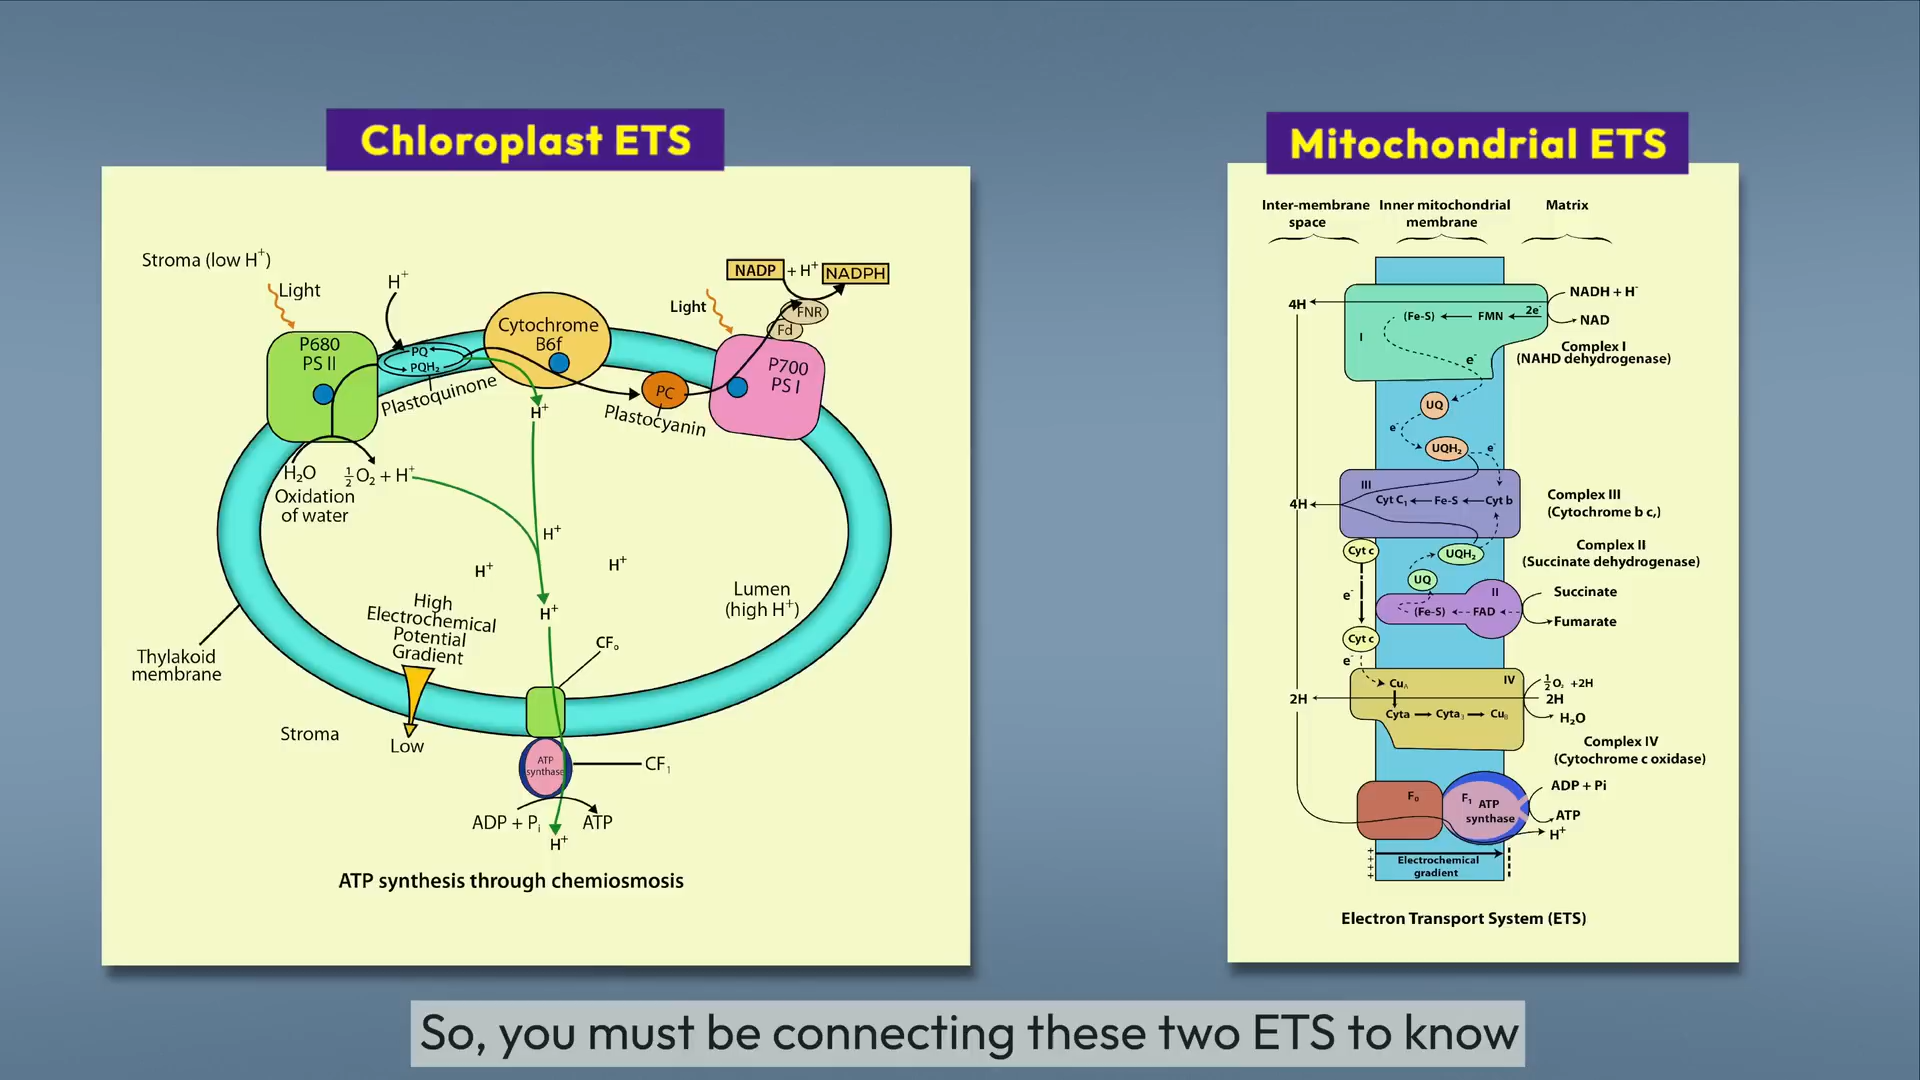 Chloroplast ETS
Stroma (low H⁺)
Light
H⁺
NADP + H⁺ NADPH
Light
FNR
Fd
Cytochrome
B6f
P680
PS II
PQ
PQH₂
Plastoquinone
P700
PS I
PC
Plastocyanin
H⁺
H₂O
½O₂ + H⁺
Oxidation
of water
H⁺
H⁺
H⁺
H⁺
Lumen
(high H⁺)
High
Electrochemical
Potential
Gradient
CF₀
Thylakoid
membrane
Stroma
Low
ATP
synthase
CF₁
ADP + Pᵢ
ATP
H⁺
ATP synthesis through chemiosmosis
Mitochondrial ETS
Inter-membrane
space
Inner mitochondrial
membrane
Matrix
4H
NADH + H⁻
(Fe-S)
FMN
2e⁻
NAD
I
Complex I
(NAHD dehydrogenase)
e⁻
UQ
e⁻
UQH₂
e⁻
III
4H
Cyt C₁
Fe-S
Cyt b
Complex III
(Cytochrome b c,)
Cyt c
UQH₂
Complex II
(Succinate dehydrogenase)
UQ
e⁻
II
Succinate
(Fe-S)
FAD
Fumarate
Cyt c
e⁻
IV
Cu_A
½O₂ +2H
2H
2H
Cyta
Cyta₃
Cu_B
H₂O
Complex IV
(Cytochrome c oxidase)
ADP + Pi
F₀
F₁
ATP
synthase
ATP
H⁺
+
+
+
+
Electrochemical
gradient
Electron Transport System (ETS)
So, you must be connecting these two ETS to know